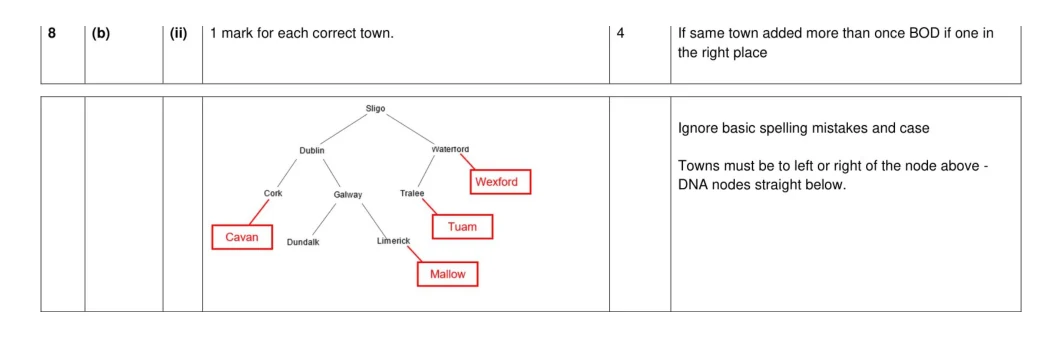 8 (b) (ii) 1 mark for each correct town. 4 If same town added more than once BOD if one in
the right place
Sligo
Ignore basic spelling mistakes and case
Dublin Waterford
Towns must be to left or right of the node above -
DNA nodes straight below.
Wexford
Cork Galway Tralee
Tuam
Cavan Dundalk Limerick
Mallow